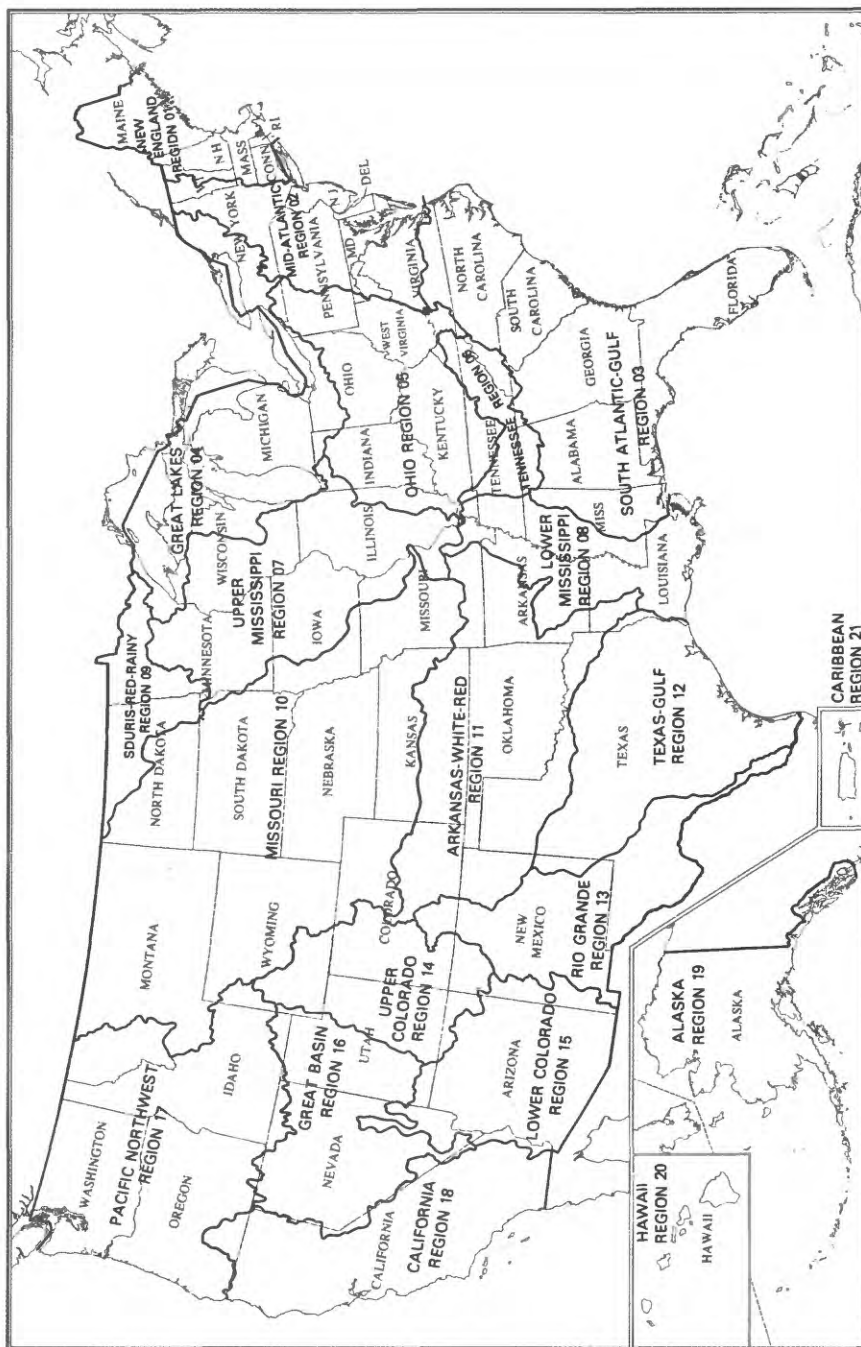 WASHINGTON
PACIFIC NORTHWEST
REGION 17
OREGON
IDAHO
MONTANA
WYOMING
NORTH DAKOTA
SOUTH DAKOTA
MISSOURI REGION 10
NEBRASKA
KANSAS
SDURIS-RED-RAINY
REGION 09
MINNESOTA
UPPER
MISSISSIPPI
REGION 07
WISCONSIN
IOWA
ILLINOIS
MISSOURI
GREAT LAKES
REGION 04
MICHIGAN
INDIANA
OHIO
OHIO REGION 05
KENTUCKY
WEST
VIRGINIA
MAINE
NEW
ENGLAND
REGION 01
NH
MASS
CONN
RI
NEW YORK
MID-ATLANTIC
REGION 02
PENNSYLVANIA
NJ
MD
DEL
VIRGINIA
NORTH
CAROLINA
SOUTH
CAROLINA
TENNESSEE
TENNESSEE
REGION 06
GEORGIA
ALABAMA
MISS
SOUTH ATLANTIC-GULF
REGION 03
FLORIDA
ARKANSAS
LOWER
MISSISSIPPI
REGION 08
LOUISIANA
ARKANSAS-WHITE-RED
REGION 11
OKLAHOMA
TEXAS
TEXAS-GULF
REGION 12
NEW
MEXICO
RIO GRANDE
REGION 13
COLORADO
UPPER
COLORADO
REGION 14
UTAH
GREAT BASIN
REGION 16
NEVADA
ARIZONA
LOWER COLORADO
REGION 15
CALIFORNIA
CALIFORNIA
REGION 18
HAWAII
REGION 20
HAWAII
ALASKA
REGION 19
ALASKA
CARIBBEAN
REGION 21